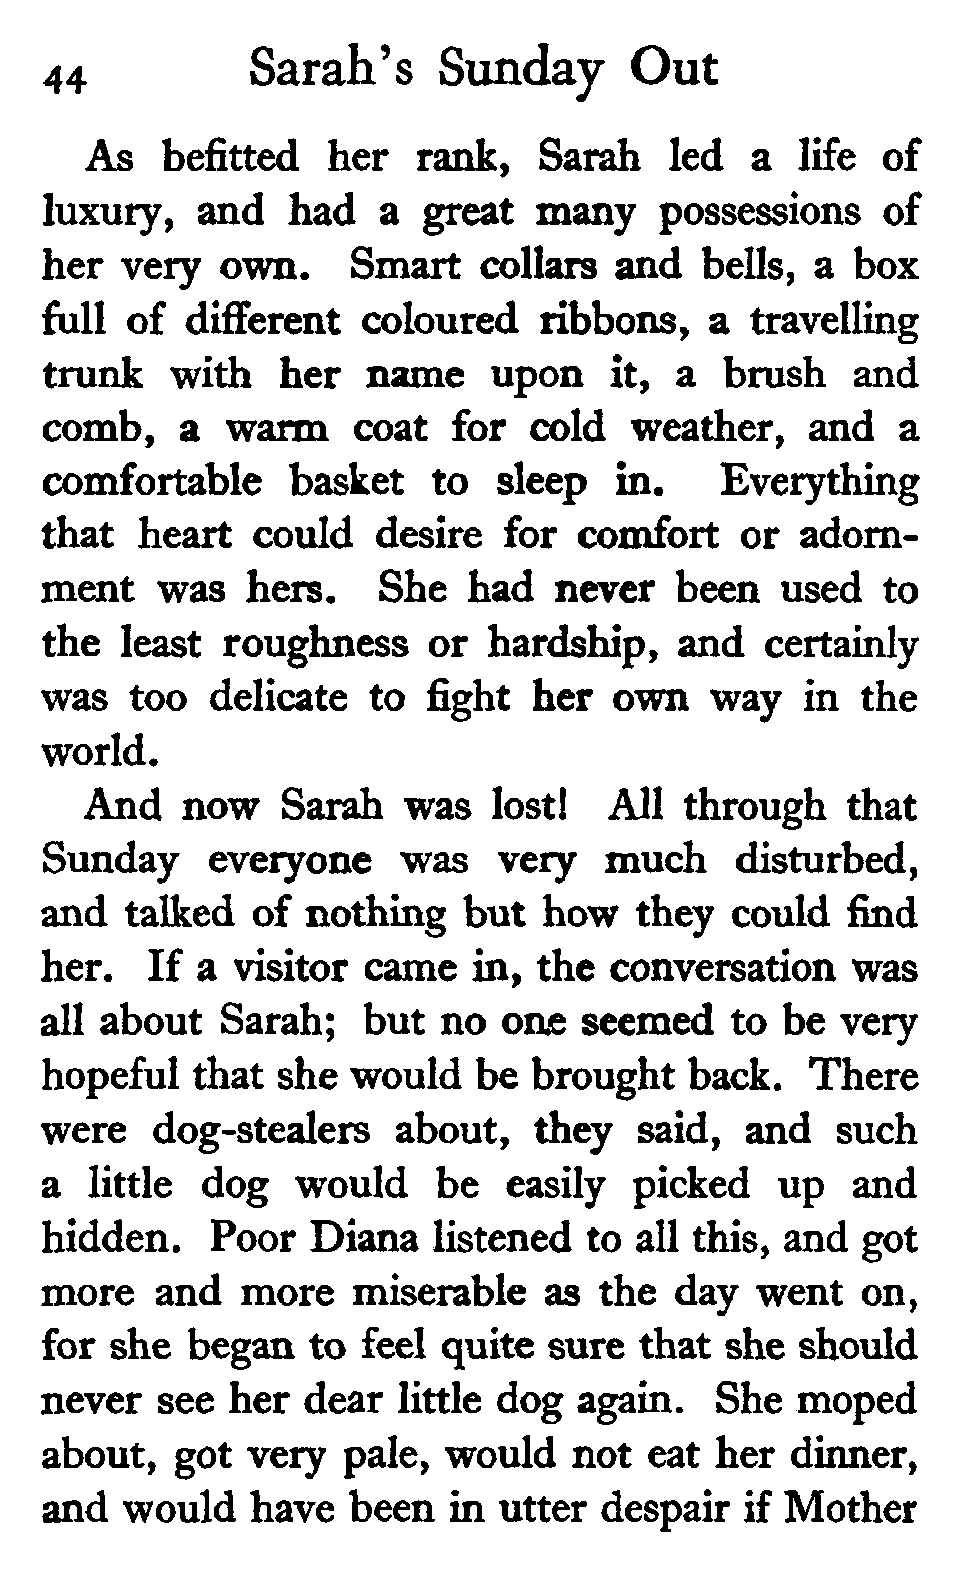 44 Sarah's Sunday Out
As befitted her rank, Sarah led a life of
luxury, and had a great many possessions of
her very own. Smart collars and bells, a box
full of different coloured ribbons, a travelling
trunk with her name upon it, a brush and
comb, a warm coat for cold weather, and a
comfortable basket to sleep in. Everything
that heart could desire for comfort or adorn-
ment was hers. She had never been used to
the least roughness or hardship, and certainly
was too delicate to fight her own way in the
world.
And now Sarah was lost! All through that
Sunday everyone was very much disturbed,
and talked of nothing but how they could find
her. If a visitor came in, the conversation was
all about Sarah; but no one seemed to be very
hopeful that she would be brought back. There
were dog-stealers about, they said, and such
a little dog would be easily picked up and
hidden. Poor Diana listened to all this, and got
more and more miserable as the day went on,
for she began to feel quite sure that she should
never see her dear little dog again. She moped
about, got very pale, would not eat her dinner,
and would have been in utter despair if Mother